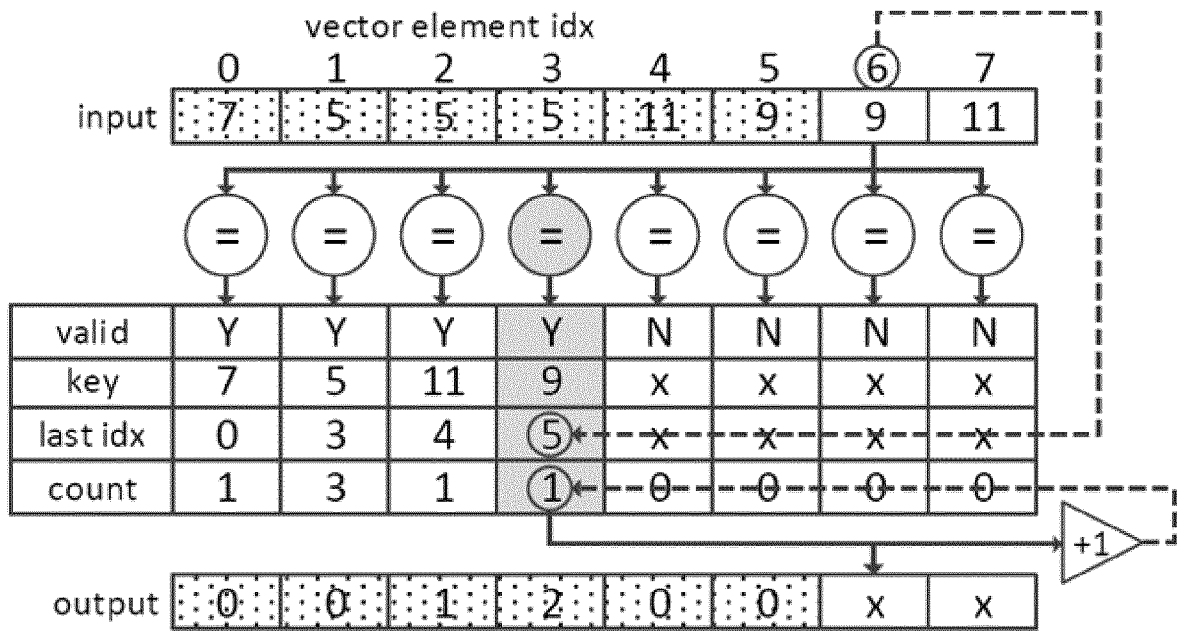 vector element idx
0 1 2 3 4 5 6 7
input 7 5 5 5 11 9 9 11
= = = = = = = =
valid Y Y Y Y N N N N
key 7 5 11 9 x x x x
last idx 0 3 4 5 x x x x
count 1 3 1 1 0 0 0 0
+1
output 0 0 1 2 0 0 x x